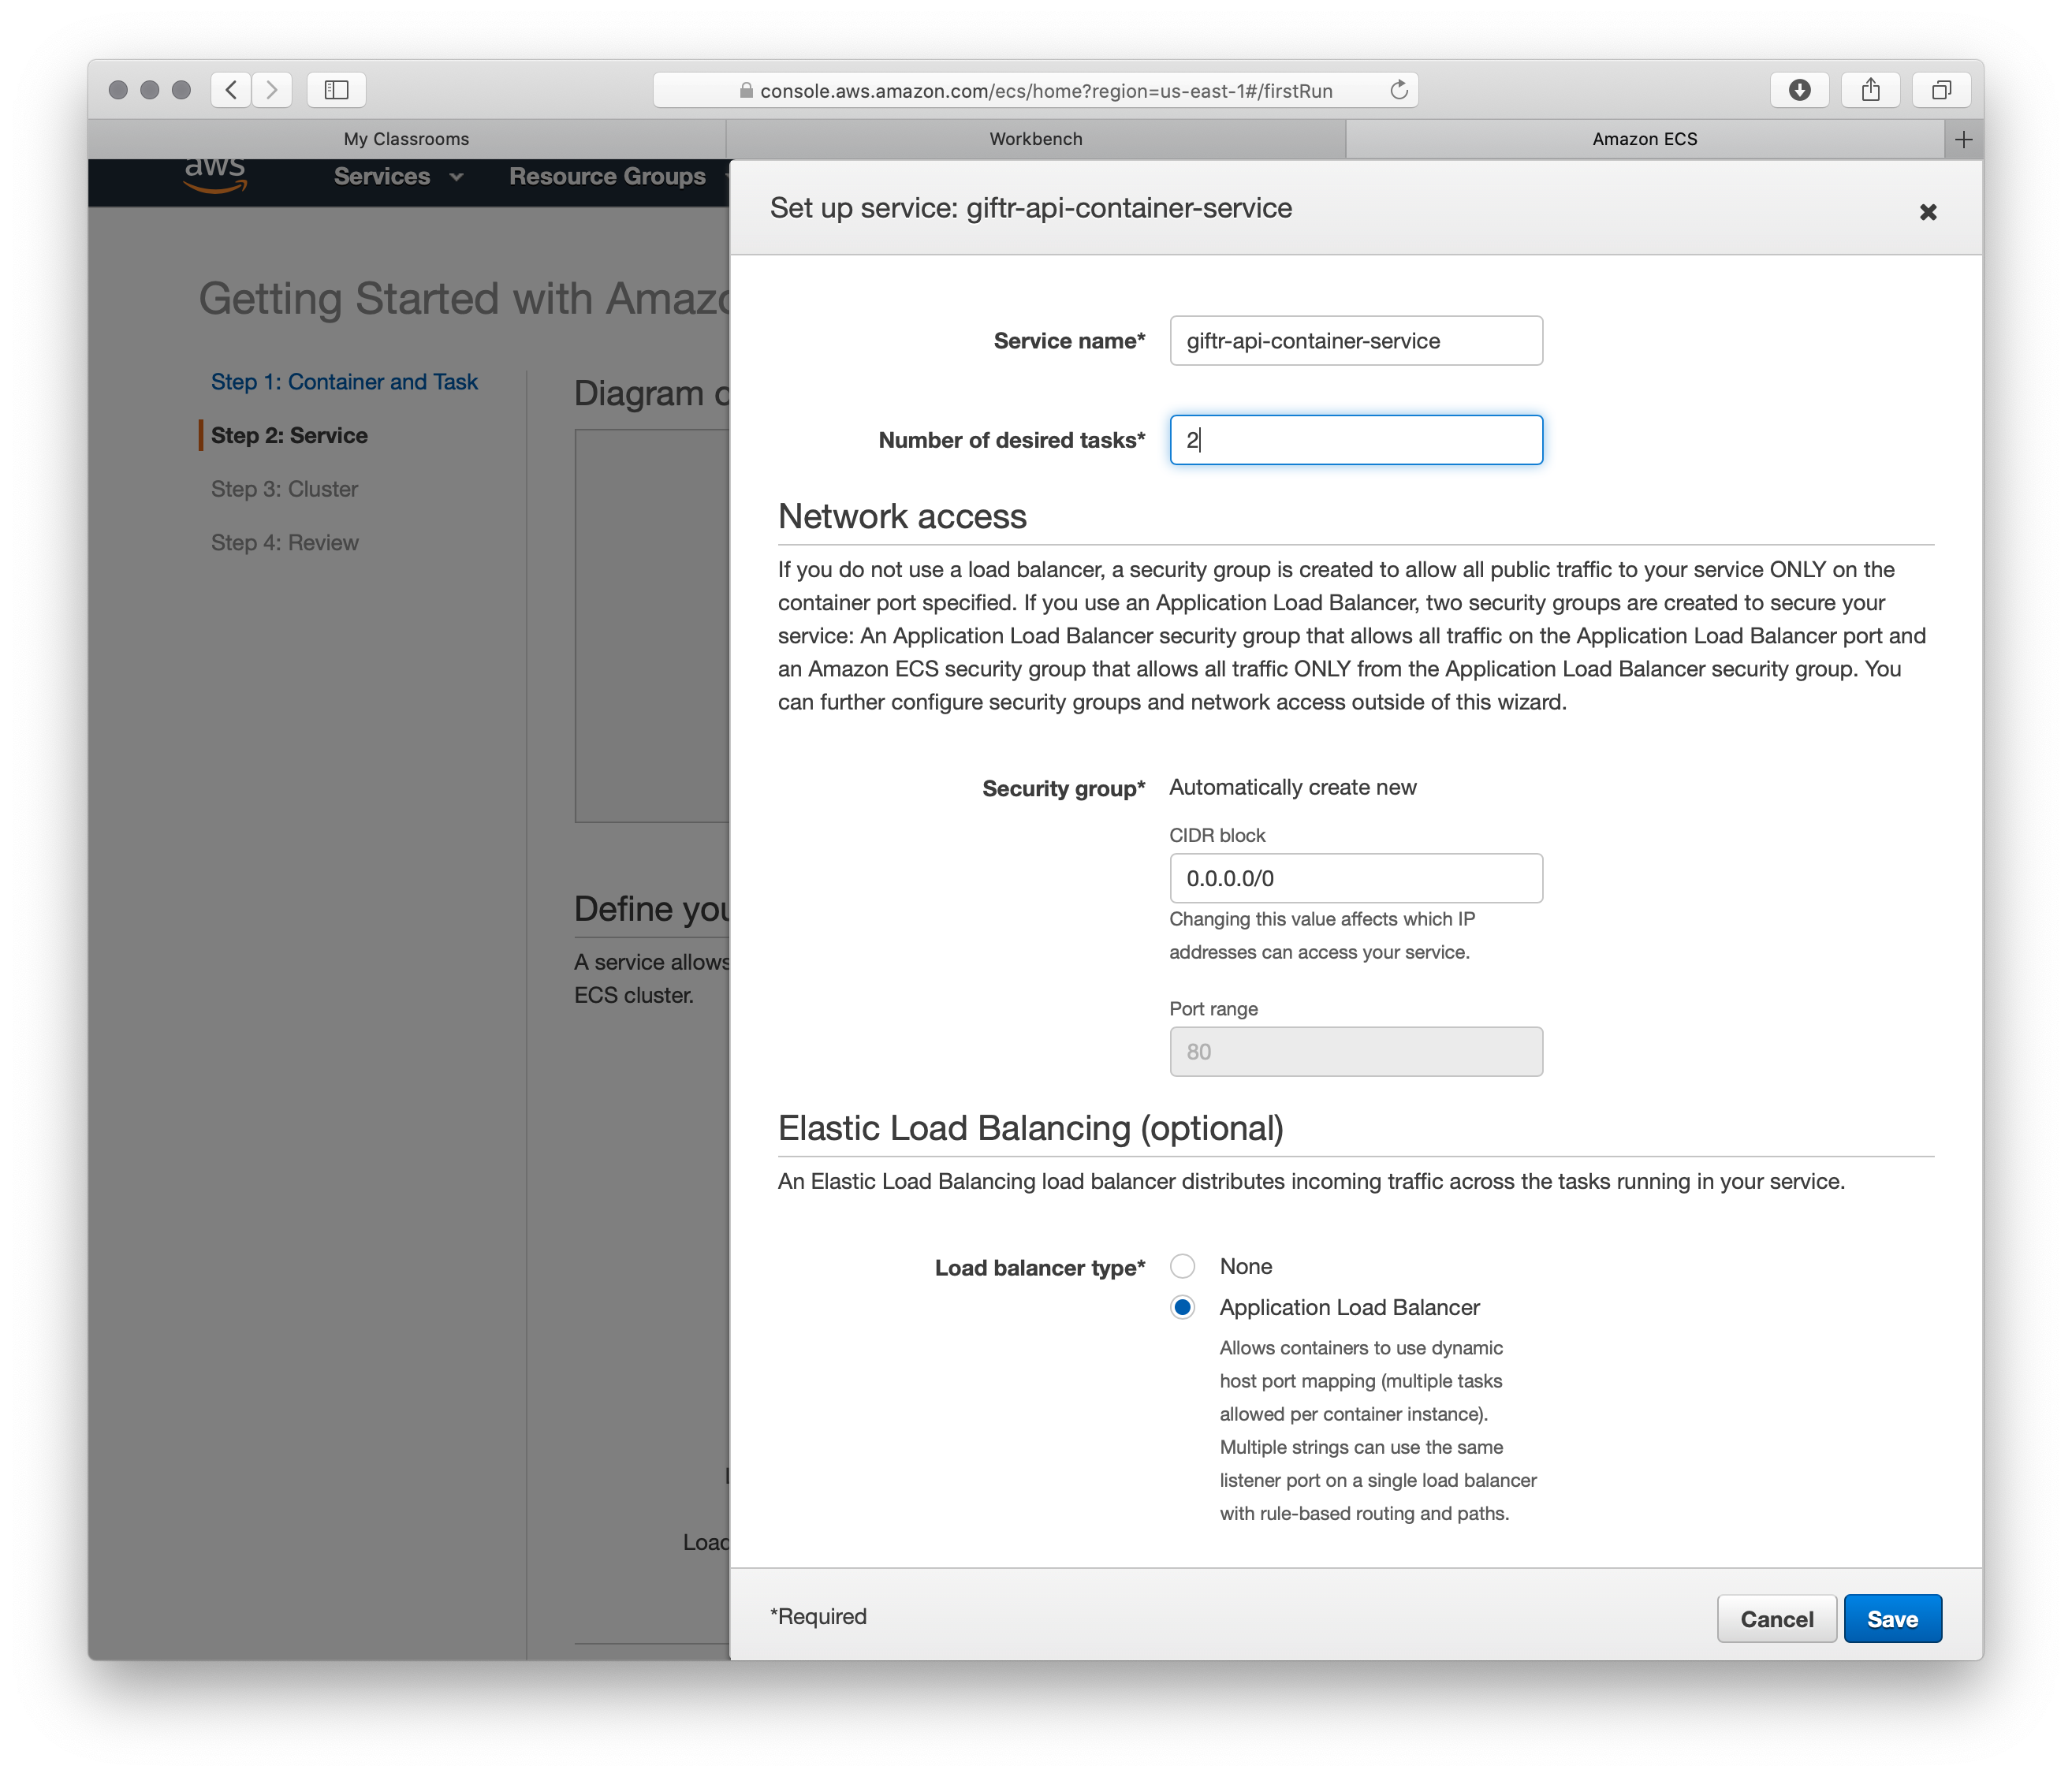 console.aws.amazon.com/ecs/home?region=us-east-1#/firstRun
My Classrooms
Workbench
Amazon ECS
aws
Services
Resource Groups
Set up service: giftr-api-container-service
Getting Started with Amazo
Step 1: Container and Task
Step 2: Service
Step 3: Cluster
Step 4: Review
Diagram o
Define you
A service allows
ECS cluster.
Load
Service name*
giftr-api-container-service
Number of desired tasks*
2
Network access
If you do not use a load balancer, a security group is created to allow all public traffic to your service ONLY on the
container port specified. If you use an Application Load Balancer, two security groups are created to secure your
service: An Application Load Balancer security group that allows all traffic on the Application Load Balancer port and
an Amazon ECS security group that allows all traffic ONLY from the Application Load Balancer security group. You
can further configure security groups and network access outside of this wizard.
Security group*
Automatically create new
CIDR block
0.0.0.0/0
Changing this value affects which IP
addresses can access your service.
Port range
80
Elastic Load Balancing (optional)
An Elastic Load Balancing load balancer distributes incoming traffic across the tasks running in your service.
Load balancer type*
None
Application Load Balancer
Allows containers to use dynamic
host port mapping (multiple tasks
allowed per container instance).
Multiple strings can use the same
listener port on a single load balancer
with rule-based routing and paths.
*Required
Cancel
Save